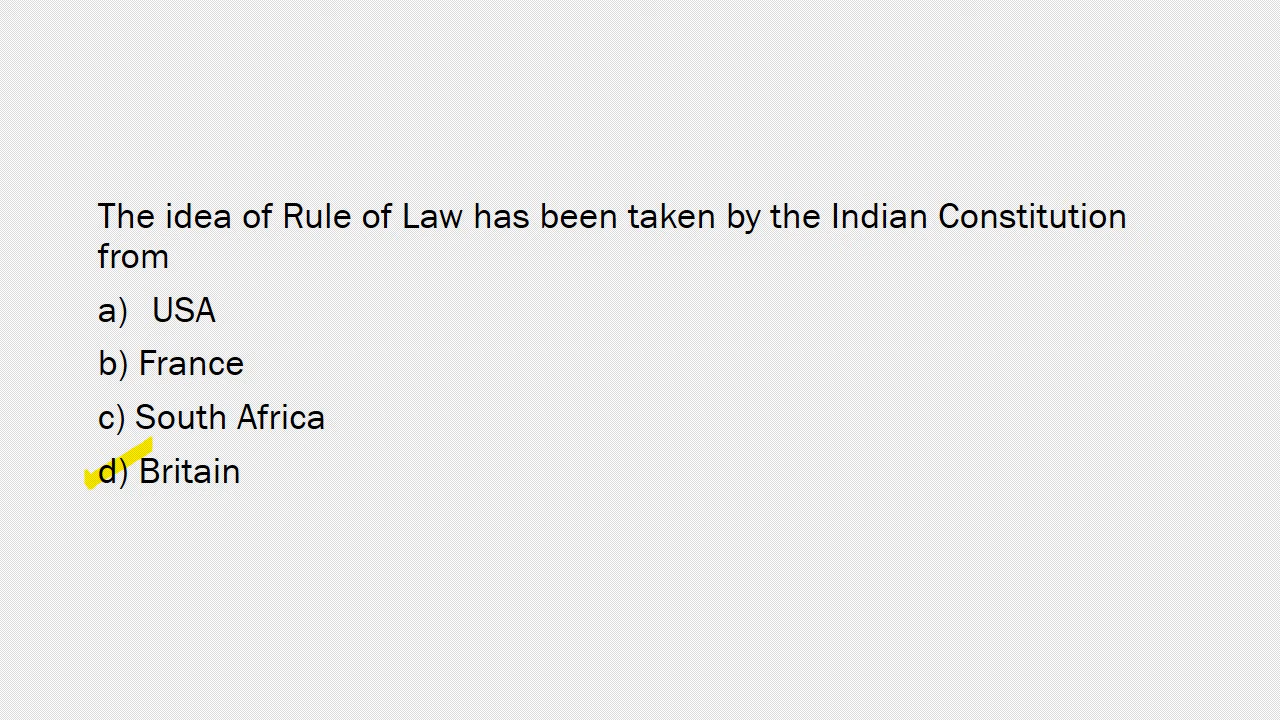 The idea of Rule of Law has been taken by the Indian Constitution
from
a) USA
b) France
c) South Africa
d) Britain